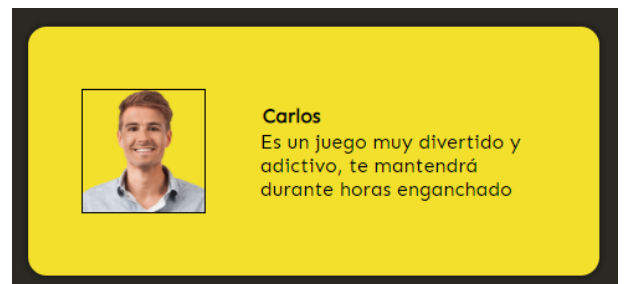 Carlos
Es un juego muy divertido y
adictivo, te mantendrá
durante horas enganchado